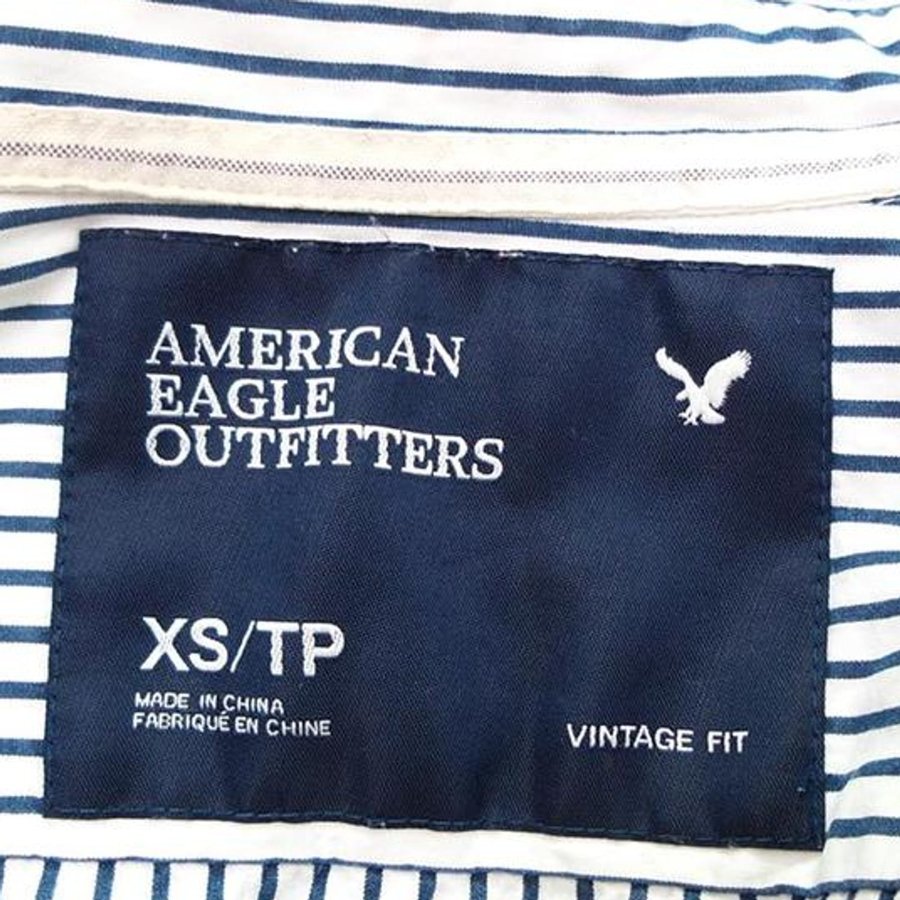 AMERICAN
EAGLE
OUTFITTERS
XS/TP
MADE IN CHINA
FABRIQUÉ EN CHINE
VINTAGE FIT